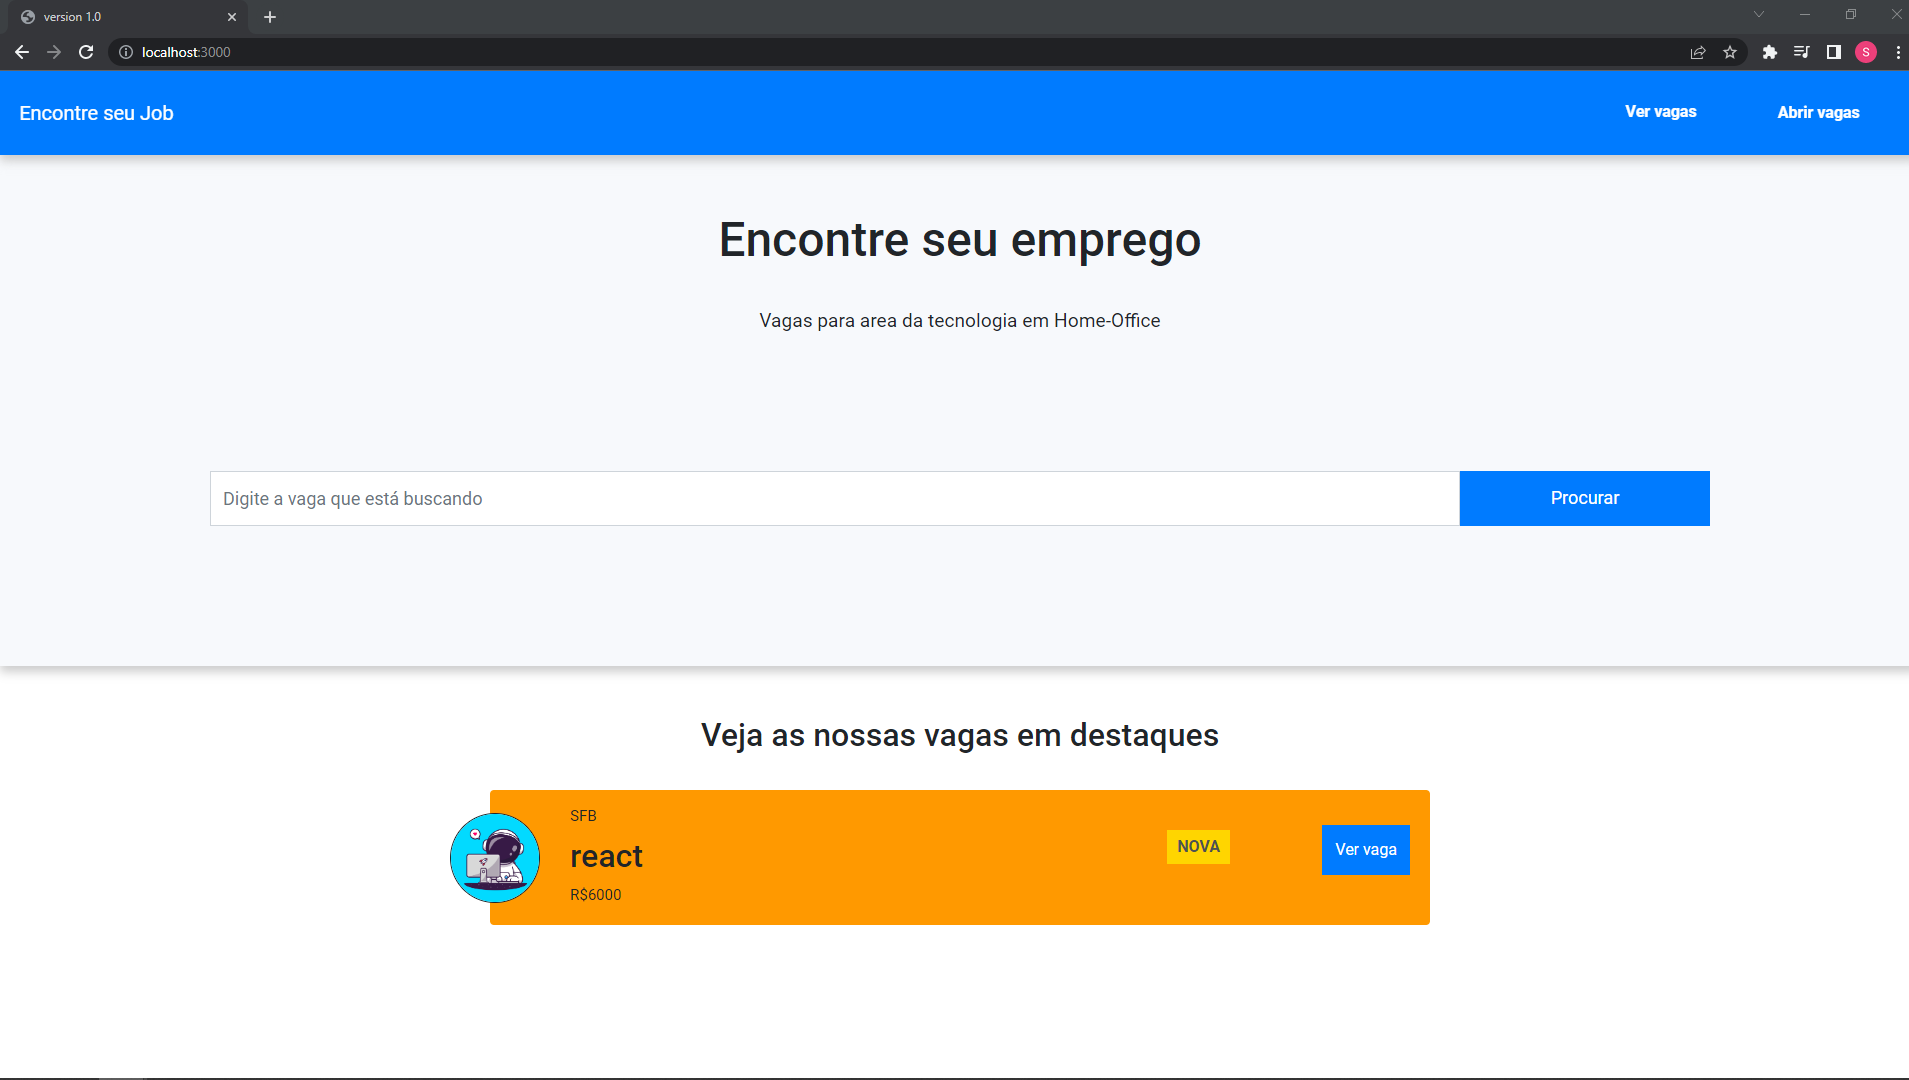 version 1.0
localhost:3000
S
Encontre seu Job
Ver vagas
Abrir vagas
Encontre seu emprego
Vagas para area da tecnologia em Home-Office
Digite a vaga que está buscando
Procurar
Veja as nossas vagas em destaques
SFB
react
R$6000
NOVA
Ver vaga